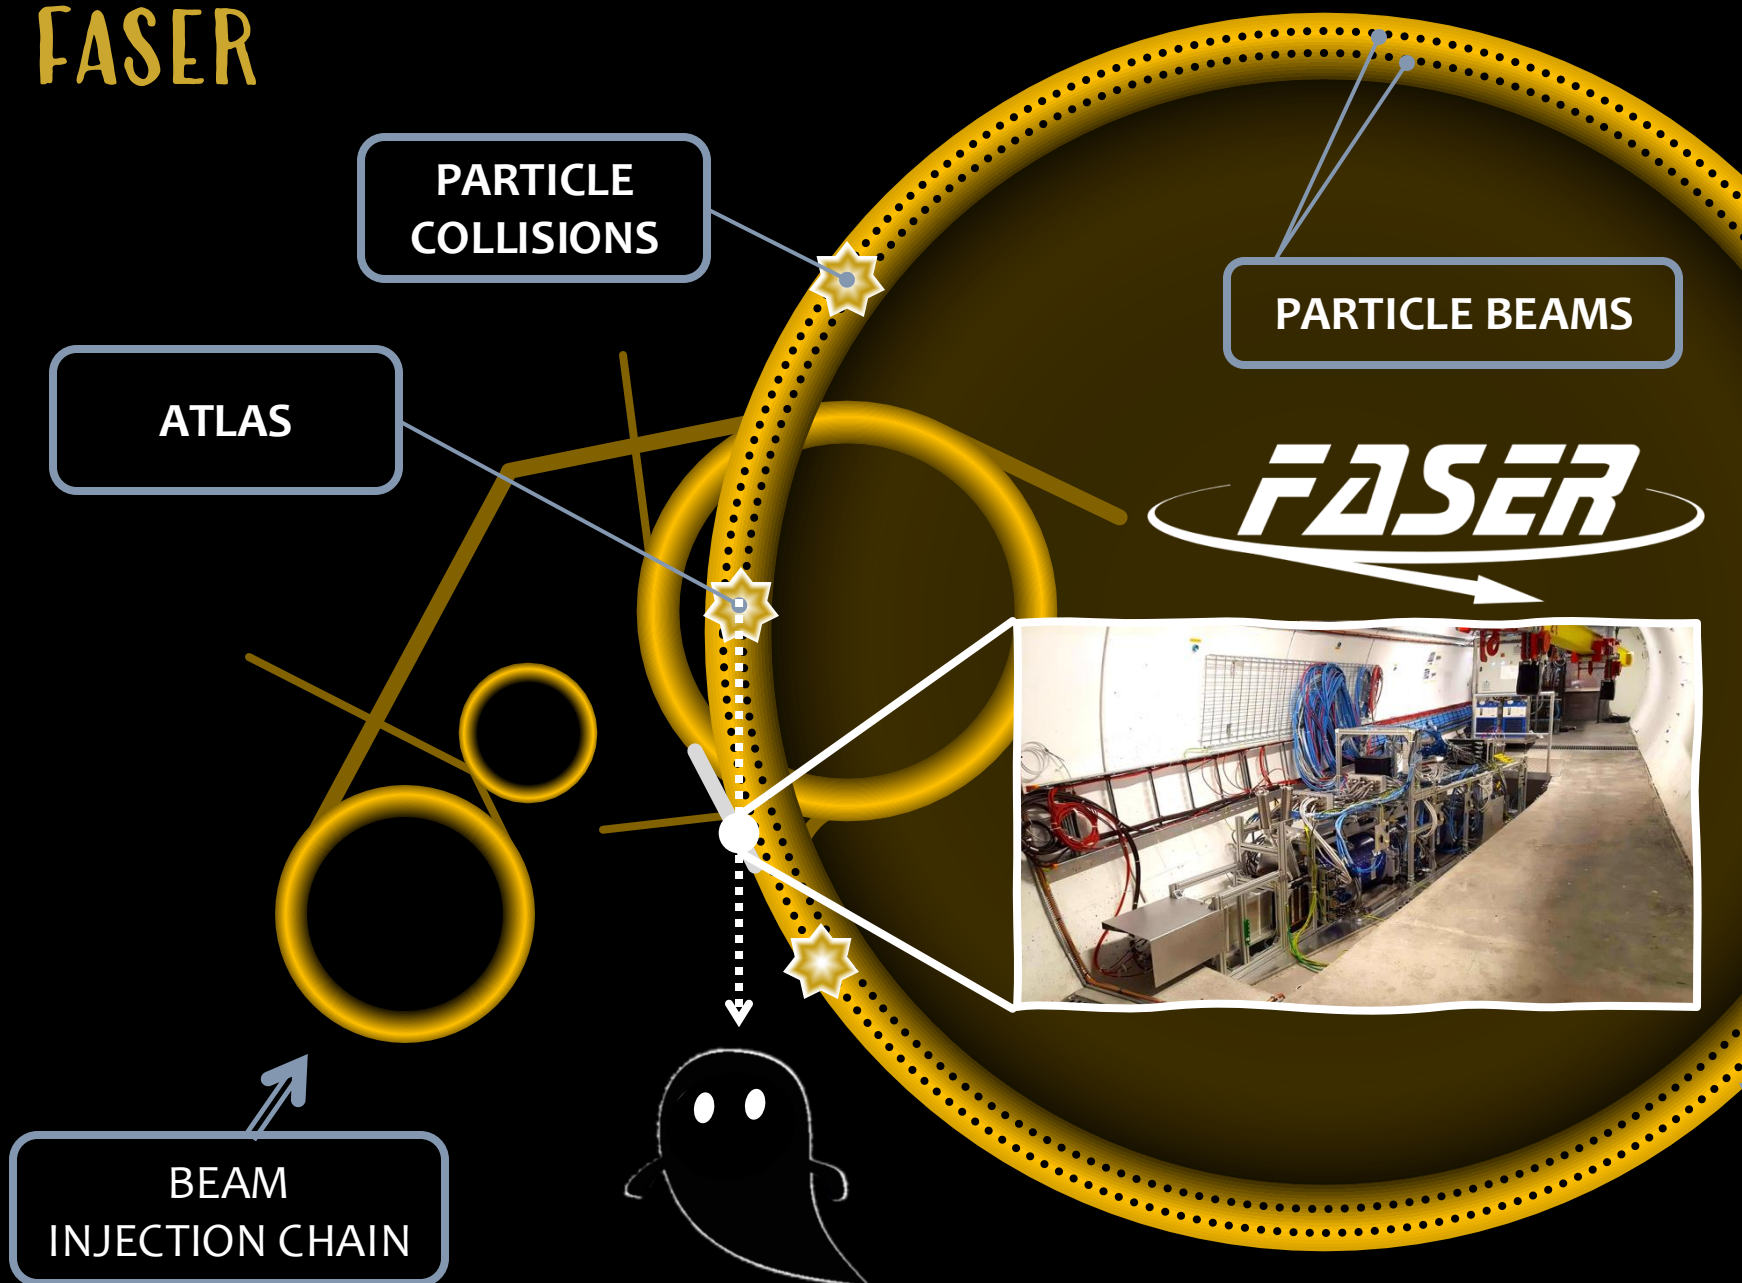 FASER
PARTICLE
COLLISIONS
PARTICLE BEAMS
ATLAS
FASER
BEAM
INJECTION CHAIN